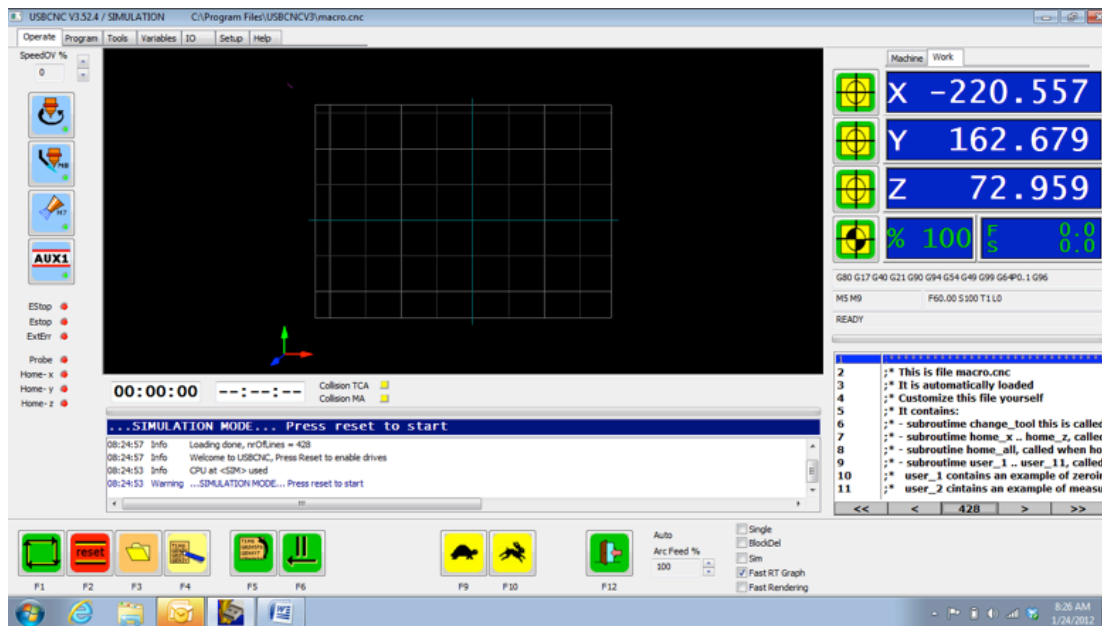 USBCNC V3.52.4 / SIMULATION C:\Program Files\USBCNCV3\macro.cnc
Operate Program Tools Variables IO Setup Help
SpeedOV %
0
M8
M7
AUX1
EStop
Estop
ExtErr
Probe
Home- x
Home- y
Home- z
00:00:00 --:--:--
Collision TCA
Collision MA
...SIMULATION MODE... Press reset to start
08:24:57 Info Loading done, nrOfLines = 428
08:24:57 Info Welcome to USBCNC, Press Reset to enable drives
08:24:53 Info CPU at <SIM> used
08:24:53 Warning ...SIMULATION MODE... Press reset to start
Machine Work
X -220.557
Y 162.679
Z 72.959
% 100 F 0.0
S 0.0
G80 G17 G40 G21 G90 G94 G54 G49 G99 G64P0.1 G96
M5 M9 F60.00 S100 T1 L0
READY
1 ;******************************
2 ;* This is file macro.cnc
3 ;* It is automatically loaded
4 ;* Customize this file yourself
5 ;* It contains:
6 ;* - subroutine change_tool this is called
7 ;* - subroutine home_x .. home_z, called
8 ;* - subroutine home_all, called when ho
9 ;* - subroutine user_1 .. user_11, called
10 ;* user_1 contains an example of zeroin
11 ;* user_2 cintains an example of measu
<< < 428 > >>
reset
F1 F2 F3 F4 F5 F6 F9 F10 F12
Auto
Arc Feed %
100
Single
BlockDel
Sim
Fast RT Graph
Fast Rendering
8:26 AM
1/24/2012